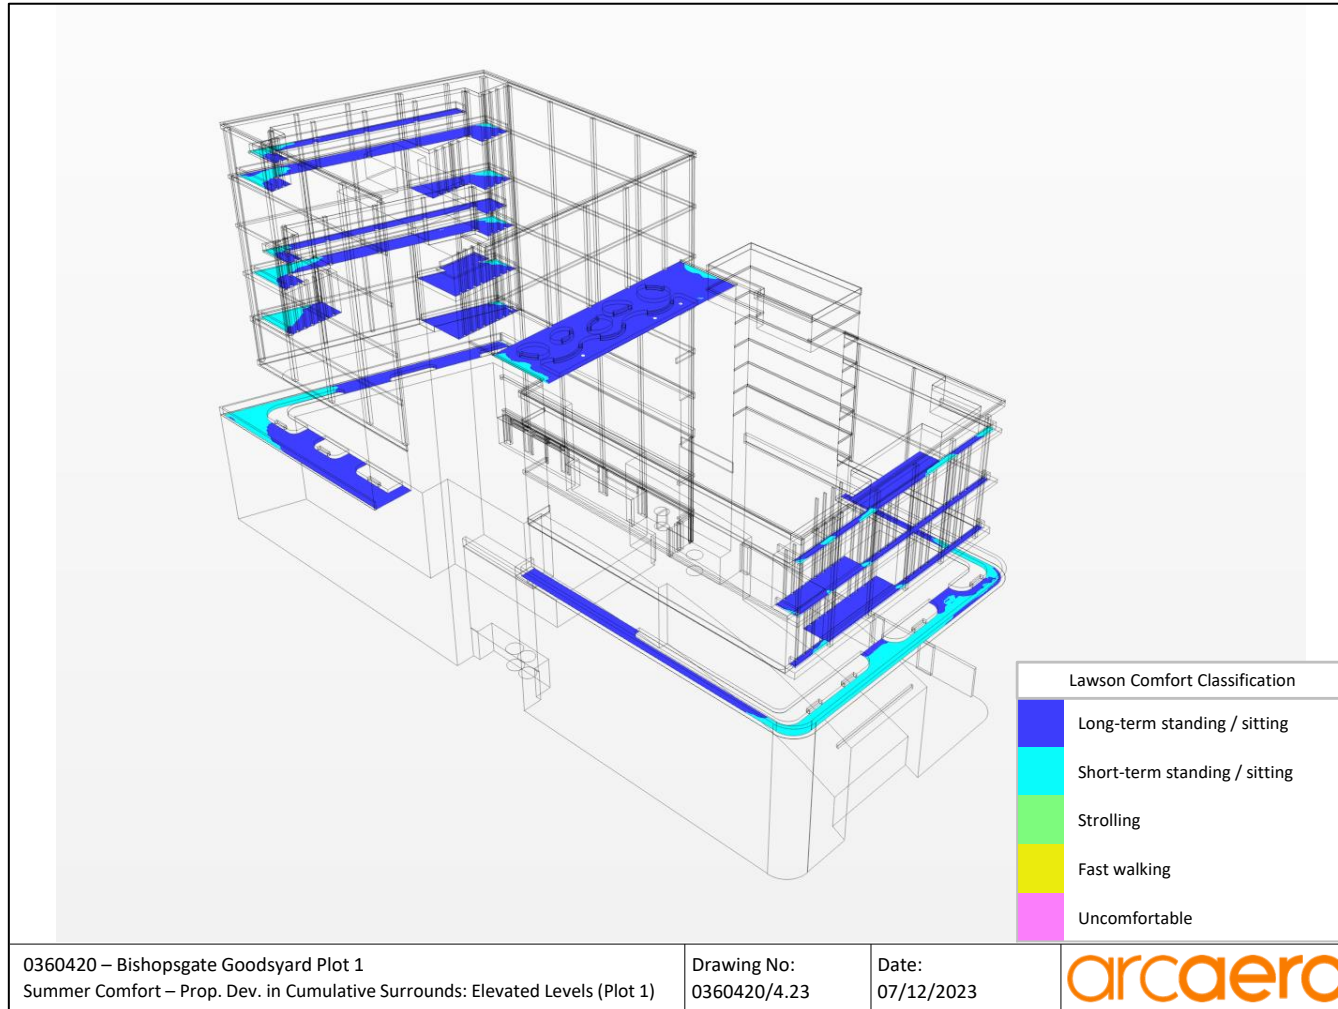 Lawson Comfort Classification
Long-term standing / sitting
Short-term standing / sitting
Strolling
Fast walking
Uncomfortable
0360420 – Bishopsgate Goodsyard Plot 1
Summer Comfort – Prop. Dev. in Cumulative Surrounds: Elevated Levels (Plot 1)
Drawing No:
0360420/4.23
Date:
07/12/2023
arcaero